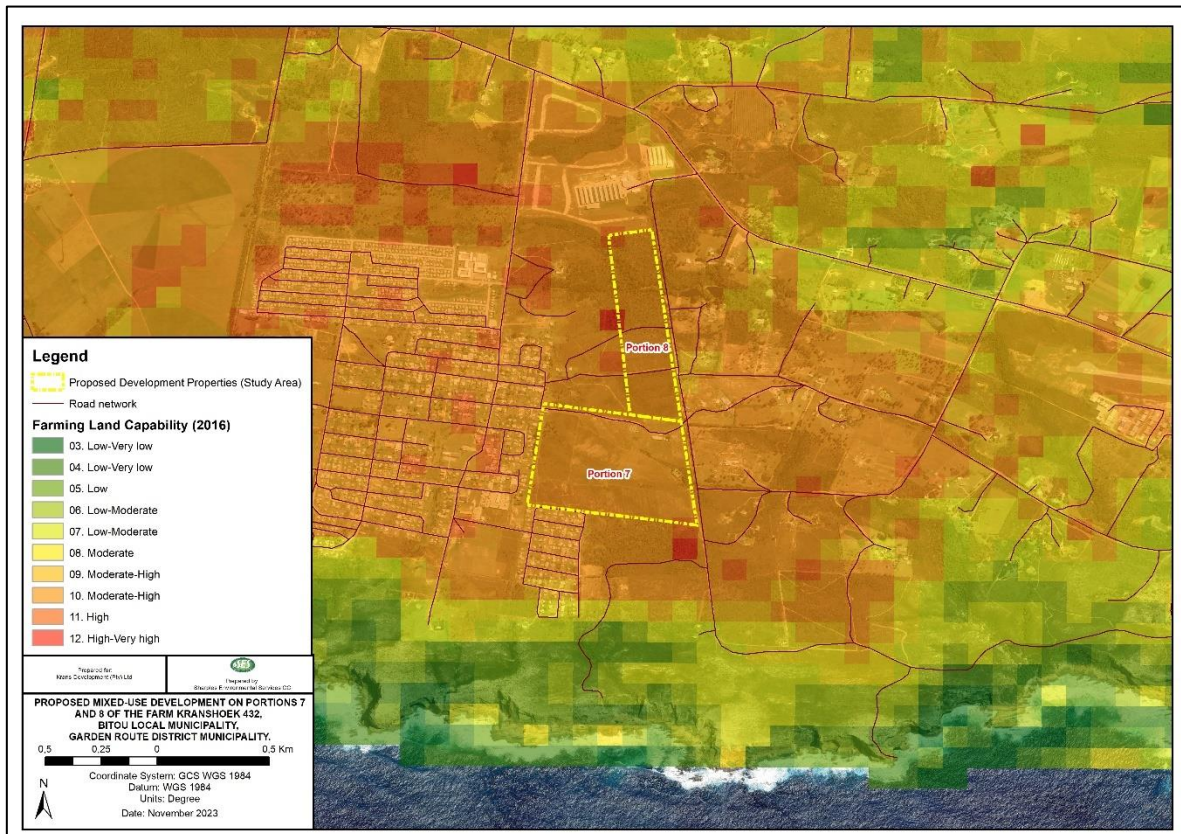 Portion 8
Portion 7
Legend
Proposed Development Properties (Study Area)
Road network
Farming Land Capability (2016)
03. Low-Very low
04. Low-Very low
05. Low
06. Low-Moderate
07. Low-Moderate
08. Moderate
09. Moderate-High
10. Moderate-High
11. High
12. High-Very high
Prepared for:
Krans Development (Pty) Ltd
SES
Prepared by
Sharples Environmental Services CC
PROPOSED MIXED-USE DEVELOPMENT ON PORTIONS 7
AND 8 OF THE FARM KRANSHOEK 432,
BITOU LOCAL MUNICIPALITY,
GARDEN ROUTE DISTRICT MUNICIPALITY.
0,5 0,25 0 0,5 Km
Coordinate System: GCS WGS 1984
Datum: WGS 1984
Units: Degree
Date: November 2023
N